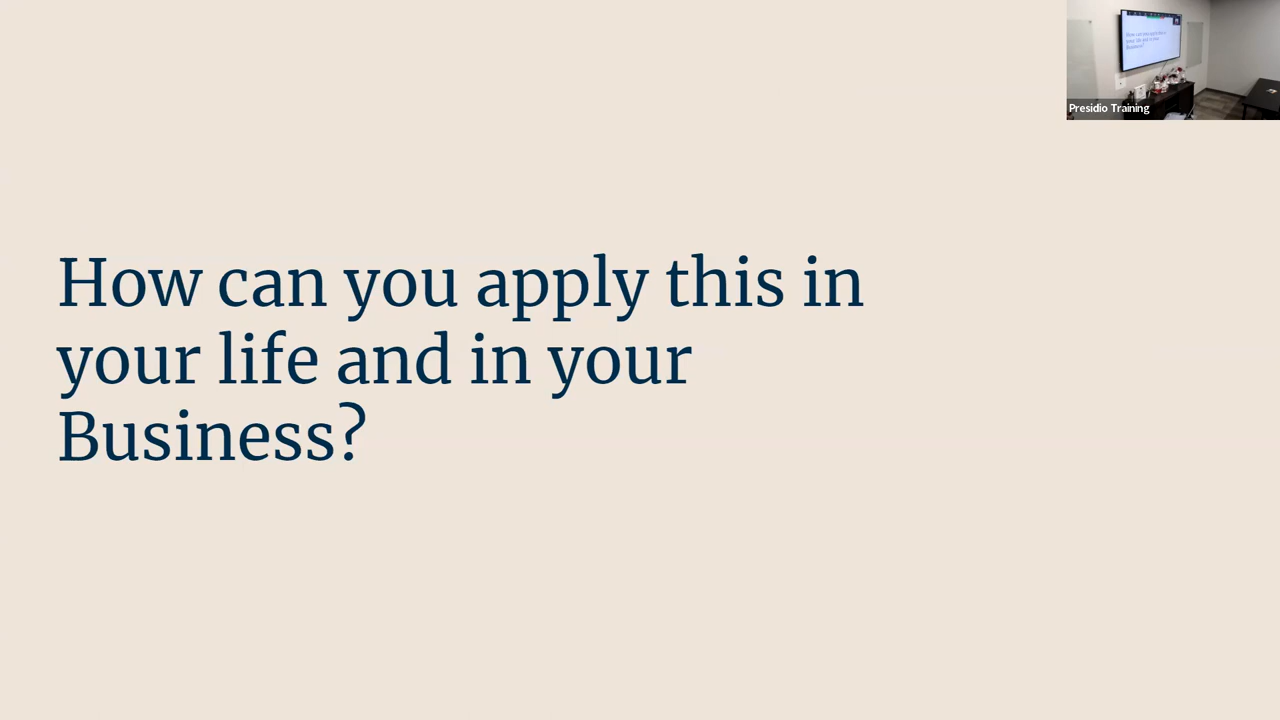 Presidio Training
How can you apply this in
your life and in your
Business?